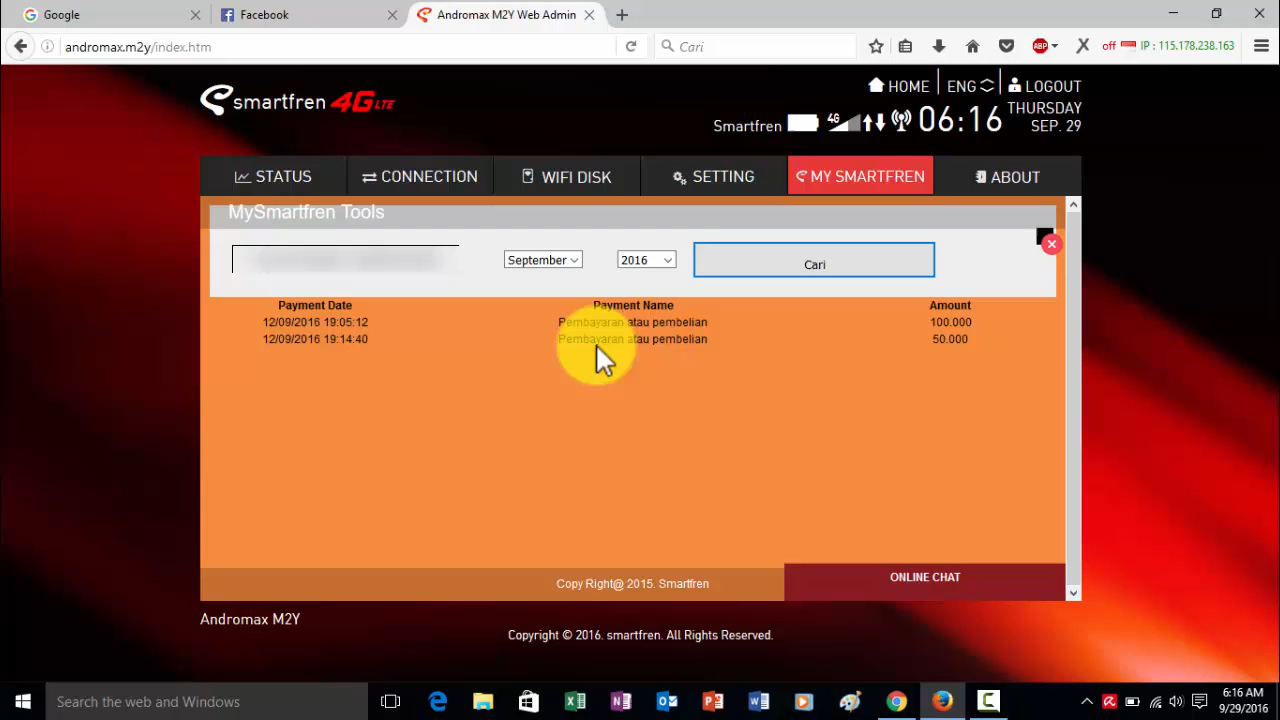 Google
Facebook
Andromax M2Y Web Admin
andromax.m2y/index.htm
Cari
ABP
off
IP : 115.178.238.163
smartfren 4G LTE
HOME
ENG
LOGOUT
Smartfren
4G
06:16
THURSDAY
SEP. 29
STATUS
CONNECTION
WIFI DISK
SETTING
MY SMARTFREN
ABOUT
MySmartfren Tools
September
2016
Cari
Payment Date Payment Name Amount
12/09/2016 19:05:12 Pembayaran atau pembelian 100.000
12/09/2016 19:14:40 Pembayaran atau pembelian 50.000
Copy Right@ 2015. Smartfren
ONLINE CHAT
Andromax M2Y
Copyright © 2016. smartfren. All Rights Reserved.
Search the web and Windows
6:16 AM
9/29/2016